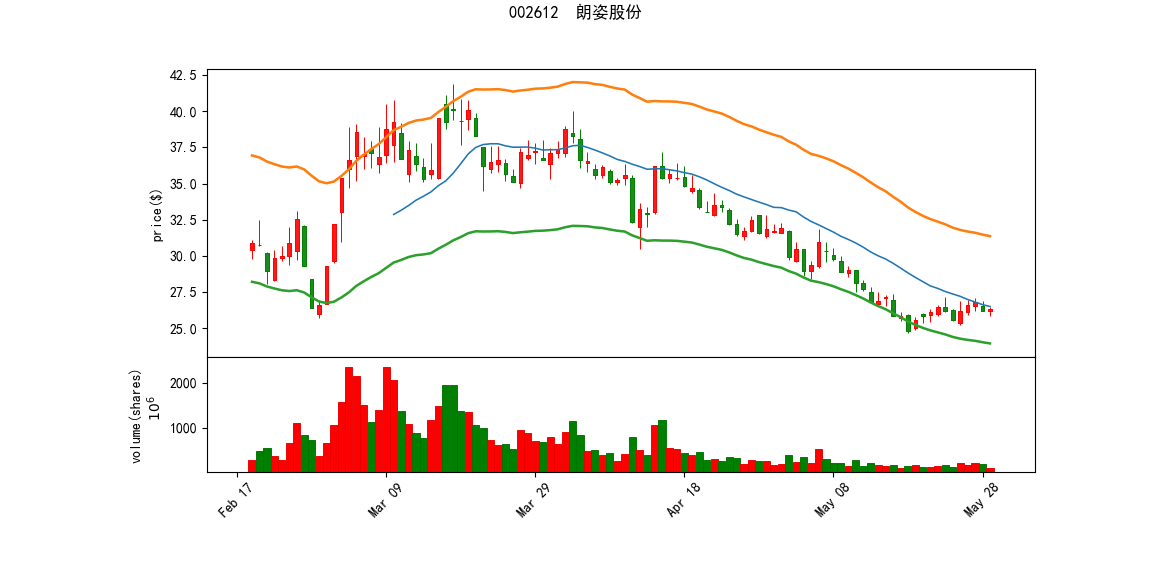 002612 朗姿股份
42.5
40.0
37.5
35.0
32.5
30.0
27.5
25.0
price($)
2000
1000
volume(shares)
10^6
Feb 17
Mar 09
Mar 29
Apr 18
May 08
May 28